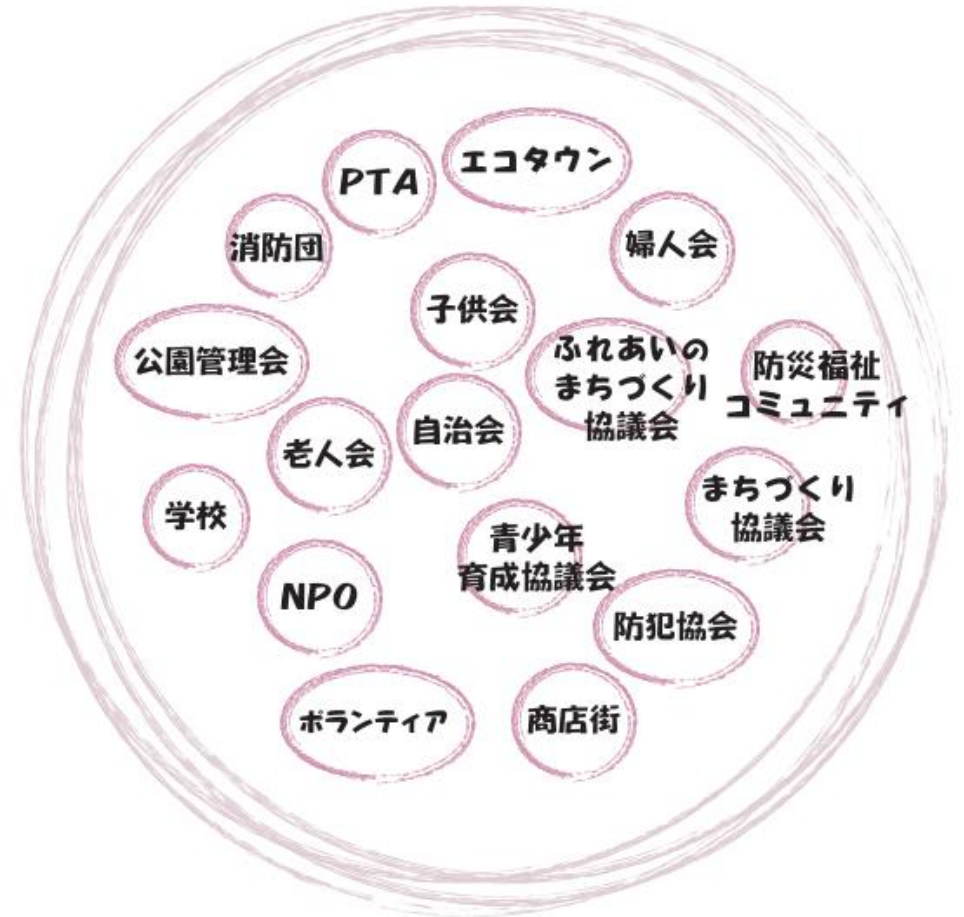 エコタウン
PTA
消防団
婦人会
子供会
公園管理会
ふれあいの
まちづくり
協議会
防災福祉
コミュニティ
自治会
老人会
まちづくり
協議会
学校
青少年
育成協議会
NPO
防犯協会
ボランティア
商店街